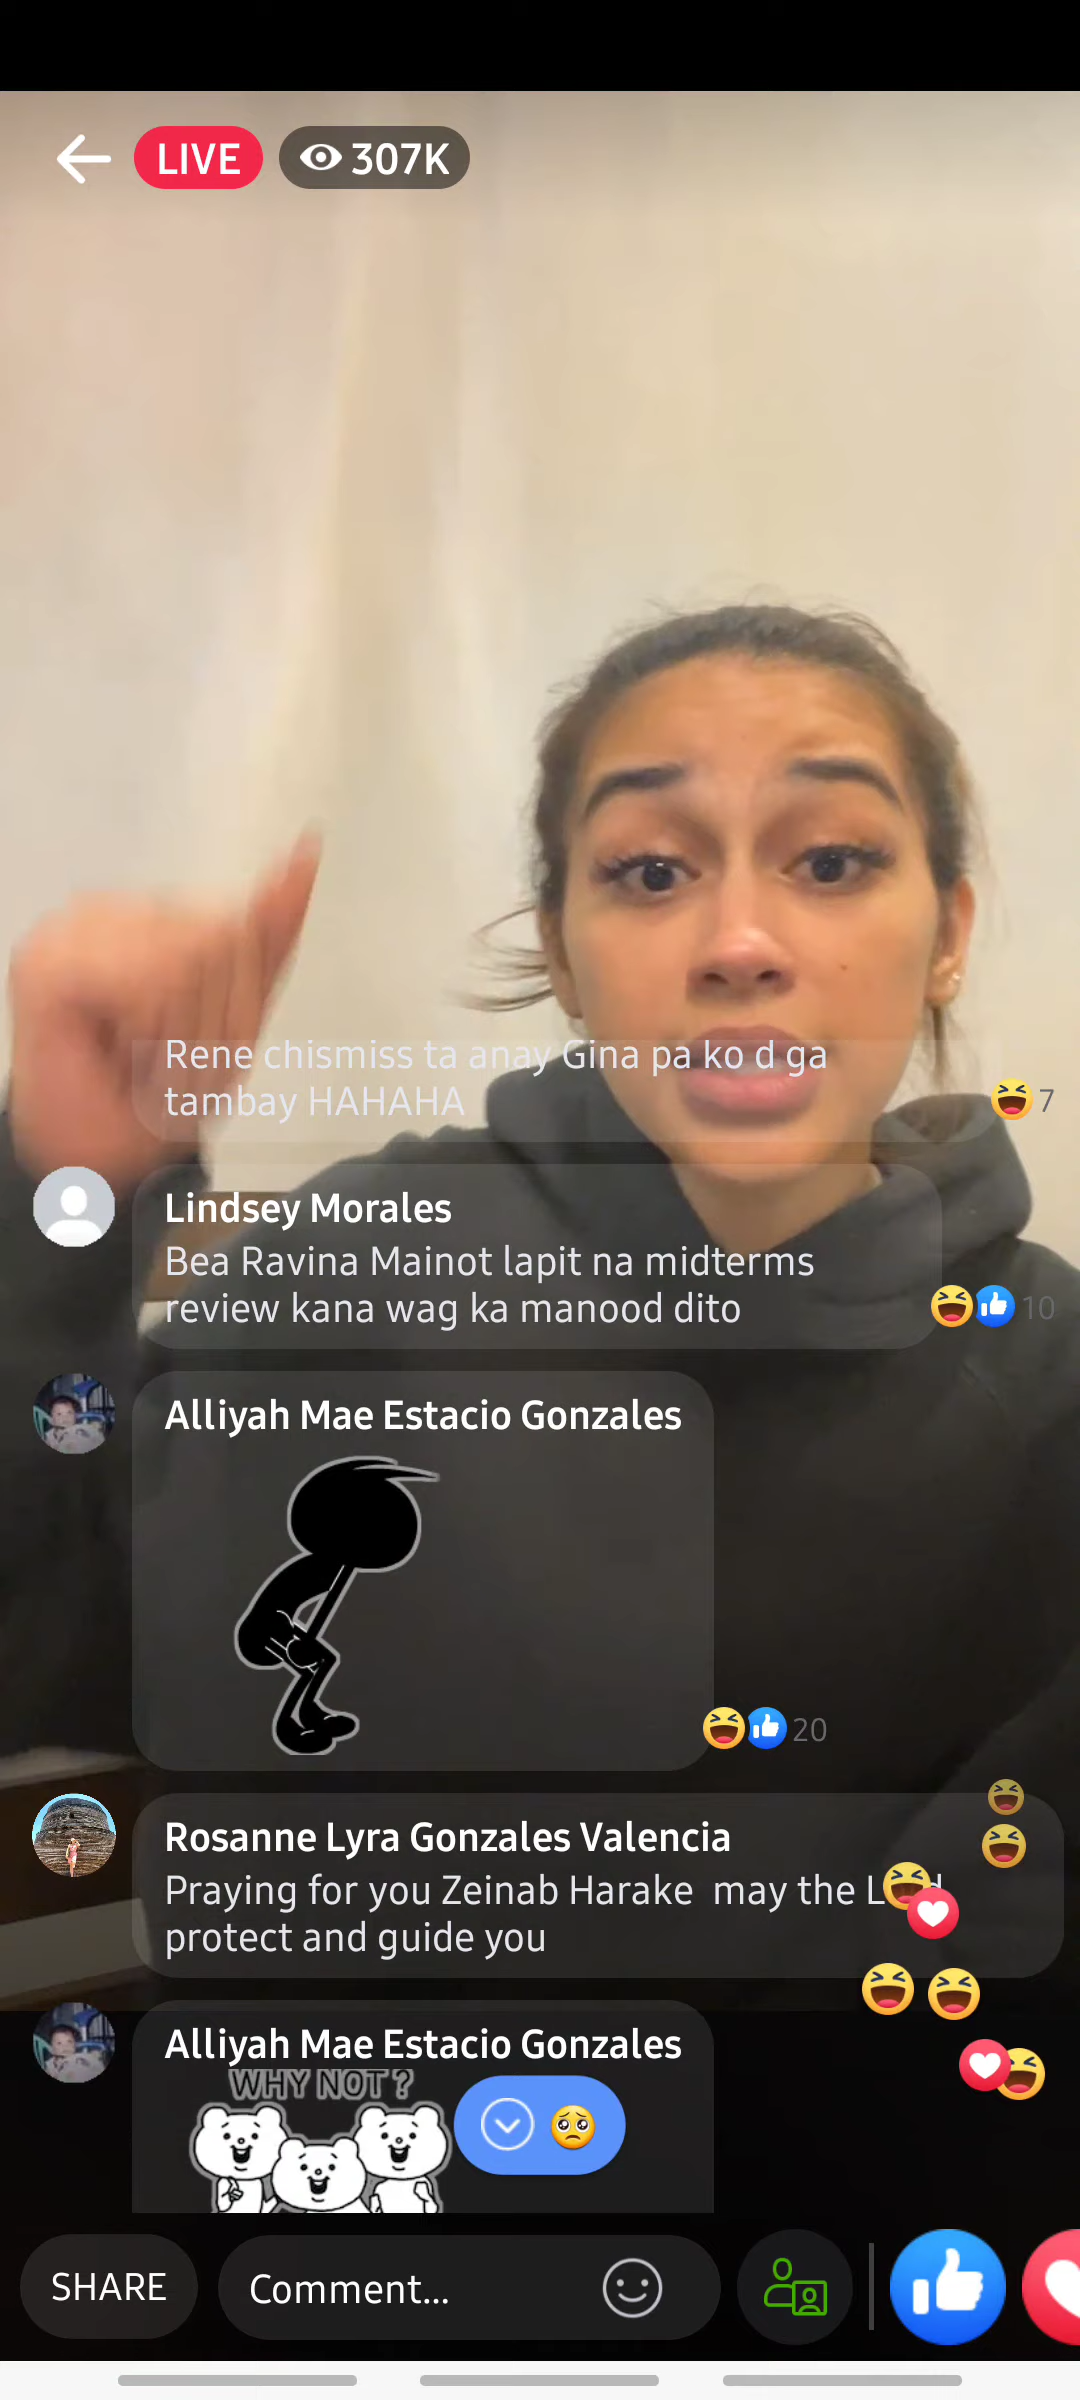 LIVE 307K
Rene chismiss ta anay Gina pa ko d ga
tambay HAHAHA
7
Lindsey Morales
Bea Ravina Mainot lapit na midterms
review kana wag ka manood dito
10
Alliyah Mae Estacio Gonzales
20
Rosanne Lyra Gonzales Valencia
Praying for you Zeinab Harake may the
protect and guide you
Alliyah Mae Estacio Gonzales
WHY NOT?
SHARE Comment...